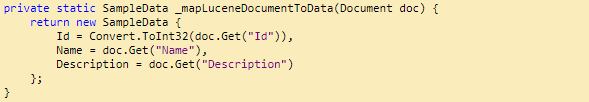 private static SampleData _mapLuceneDocumentToData(Document doc) {
    return new SampleData {
        Id = Convert.ToInt32(doc.Get("Id")),
        Name = doc.Get("Name"),
        Description = doc.Get("Description")
    };
}